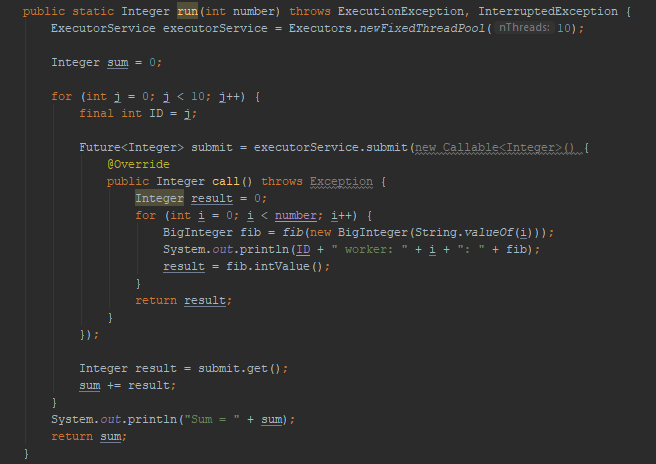 public static Integer run(int number) throws ExecutionException, InterruptedException {
    ExecutorService executorService = Executors.newFixedThreadPool( nThreads: 10);
    Integer sum = 0;
    for (int j = 0; j < 10; j++) {
        final int ID = j;
        Future<Integer> submit = executorService.submit(new Callable<Integer>() {
            @Override
            public Integer call() throws Exception {
                Integer result = 0;
                for (int i = 0; i < number; i++) {
                    BigInteger fib = fib(new BigInteger(String.valueOf(i)));
                    System.out.println(ID + " worker: " + i + ": " + fib);
                    result = fib.intValue();
                }
                return result;
            }
        });
        Integer result = submit.get();
        sum += result;
    }
    System.out.println("Sum = " + sum);
    return sum;
}